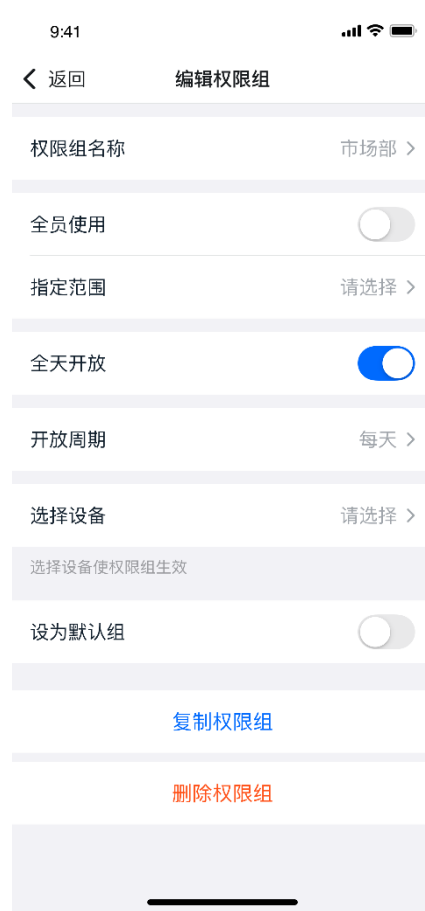 9:41
返回
编辑权限组
权限组名称
市场部
全员使用
指定范围
请选择
全天开放
开放周期
每天
选择设备
请选择
选择设备使权限组生效
设为默认组
复制权限组
删除权限组